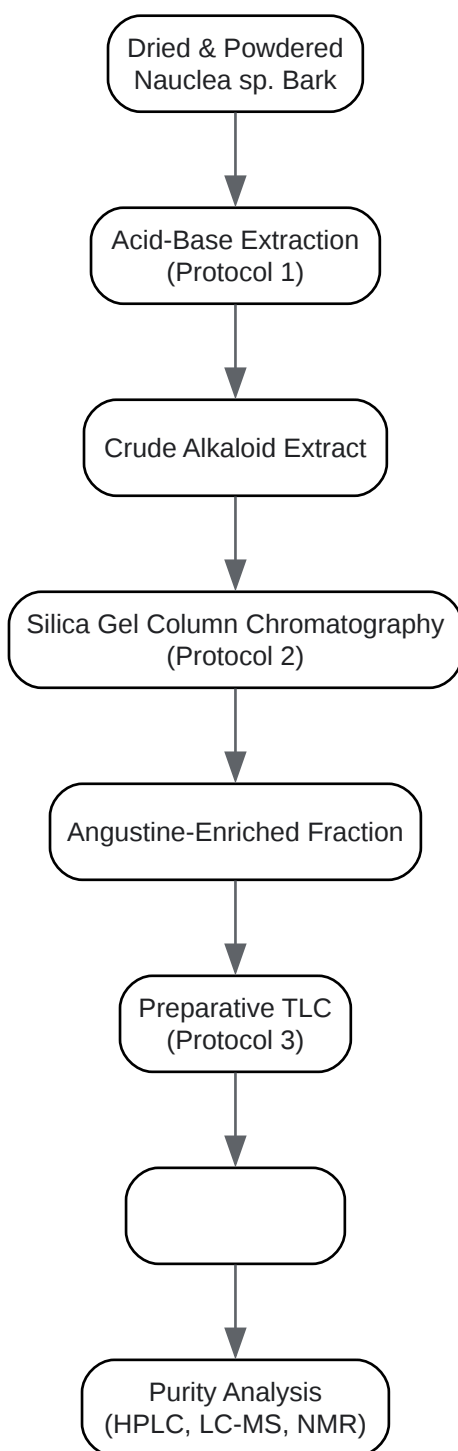 Dried & Powdered
Nauclea sp. Bark
Acid-Base Extraction
(Protocol 1)
Crude Alkaloid Extract
Silica Gel Column Chromatography
(Protocol 2)
Angustine-Enriched Fraction
Preparative TLC
(Protocol 3)
Purity Analysis
(HPLC, LC-MS, NMR)